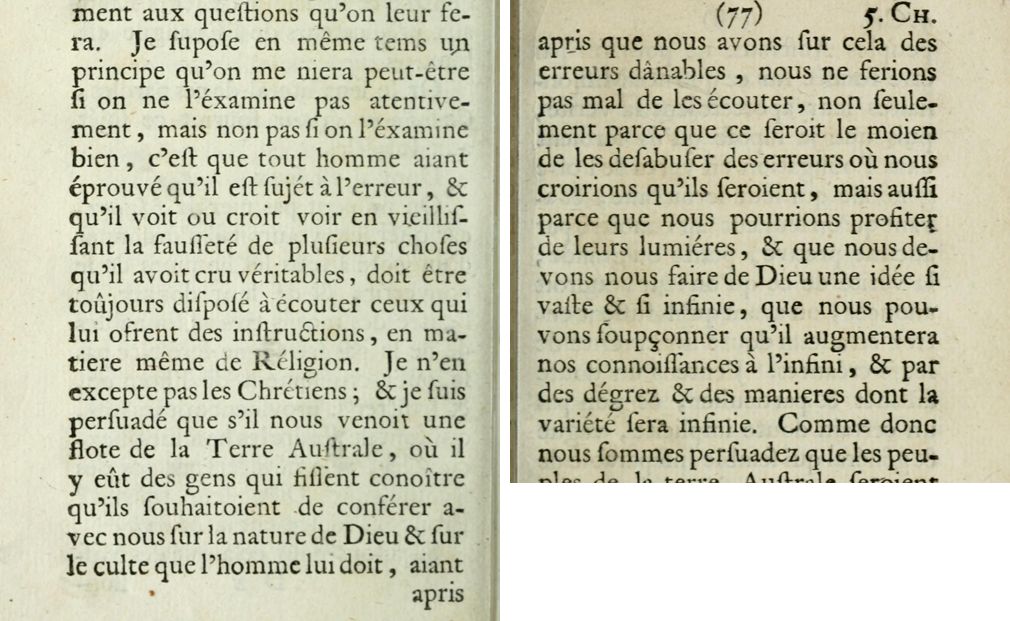 ment aux queſtions qu'on leur fe-
ra. Je ſupoſe en même tems un
principe qu'on me niera peut-être
ſi on ne l'éxamine pas atentive-
ment, mais non pas ſi on l'éxamine
bien, c'eſt que tout homme aiant
éprouvé qu'il eſt ſujét à l'erreur, &
qu'il voit ou croit voir en vieilliſ-
ſant la fauſſeté de pluſieurs choſes
qu'il avoit cru véritables, doit être
toûjours diſpoſé à écouter ceux qui
lui ofrent des inſtructions, en ma-
tiere même de Réligion. Je n'en
excepte pas les Chrétiens; & je ſuis
perſuadé que s'il nous venoit une
flote de la Terre Auſtrale, où il
y eût des gens qui fiſſent conoître
qu'ils ſouhaitoient de conférer a-
vec nous ſur la nature de Dieu & ſur
le culte que l'homme lui doit, aiant
apris
(77) 5. CH.
apris que nous avons ſur cela des
erreurs dânables, nous ne ferions
pas mal de les écouter, non ſeule-
ment parce que ce ſeroit le moien
de les deſabuſer des erreurs où nous
croirions qu'ils ſeroient, mais auſſi
parce que nous pourrions profiter
de leurs lumiéres, & que nous de-
vons nous faire de Dieu une idée ſi
vaſte & ſi infinie, que nous pou-
vons ſoupçonner qu'il augmentera
nos connoiſſances à l'infini, & par
des dégrez & des manieres dont la
variété ſera infinie. Comme donc
nous ſommes perſuadez que les peu-
ples de la terre Auſtrale ſeroient